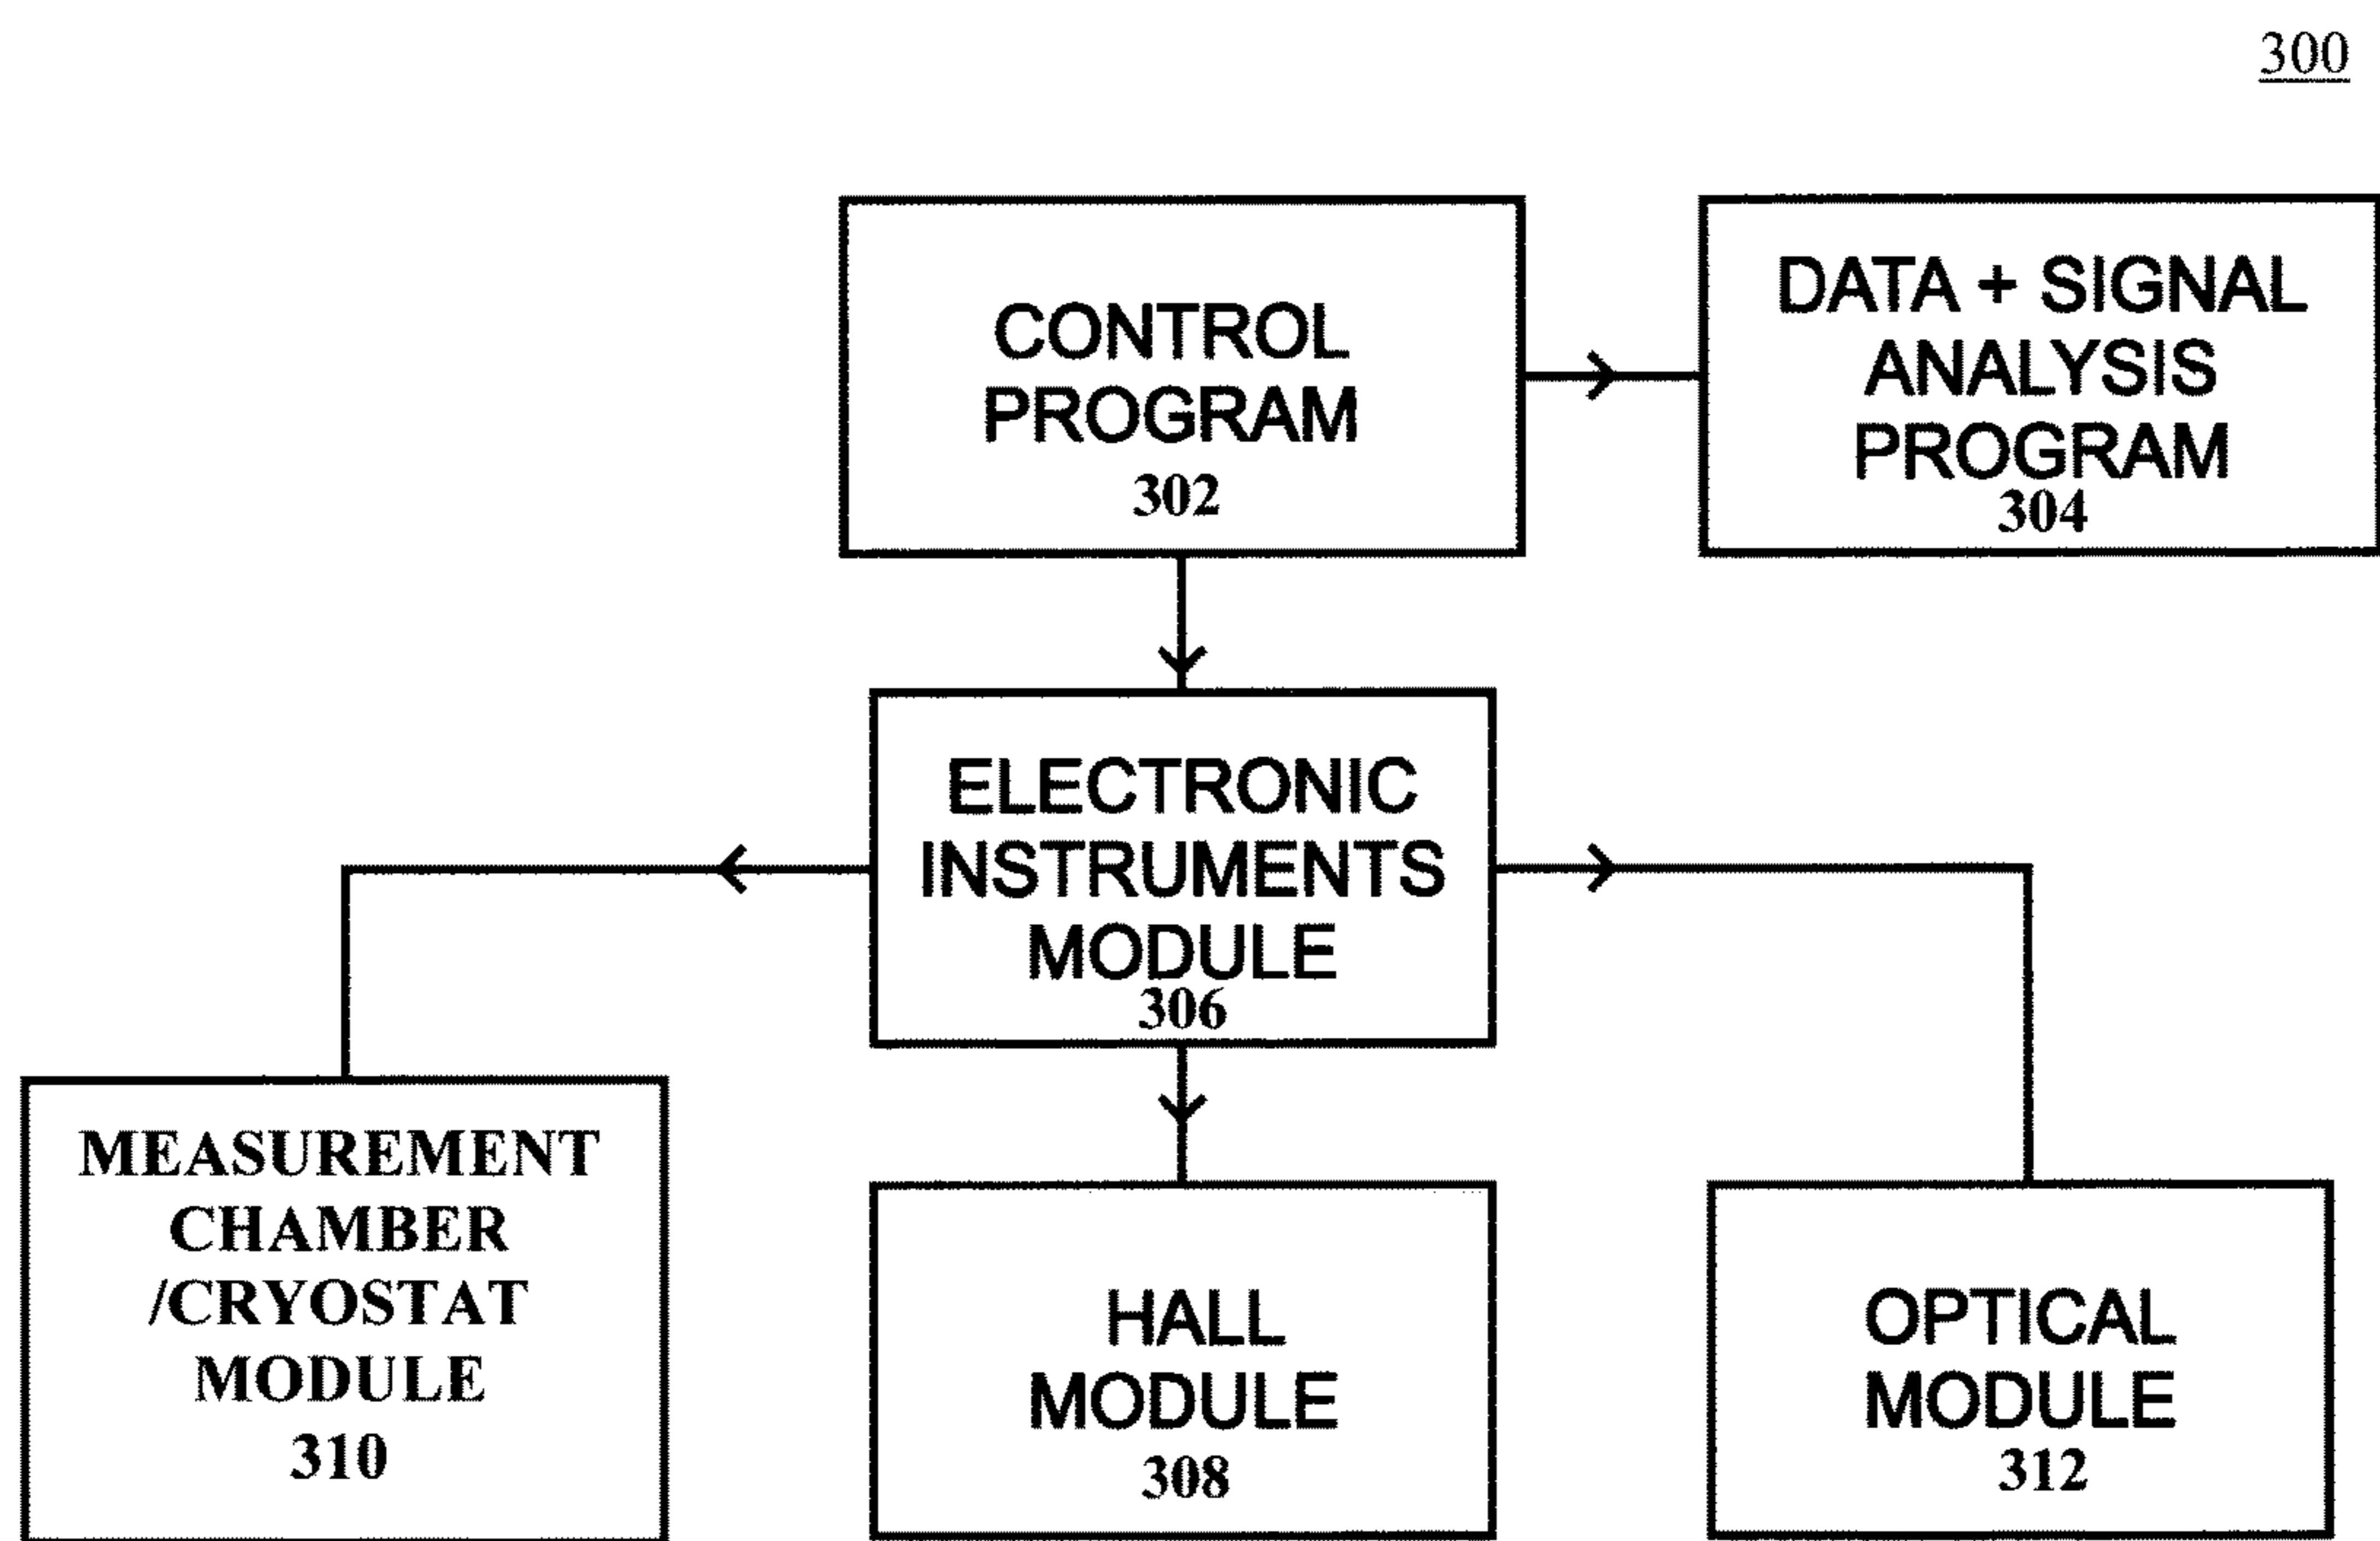 300
CONTROL
PROGRAM
302
DATA + SIGNAL
ANALYSIS
PROGRAM
304
ELECTRONIC
INSTRUMENTS
MODULE
306
MEASUREMENT
CHAMBER
/CRYOSTAT
MODULE
310
HALL
MODULE
308
OPTICAL
MODULE
312